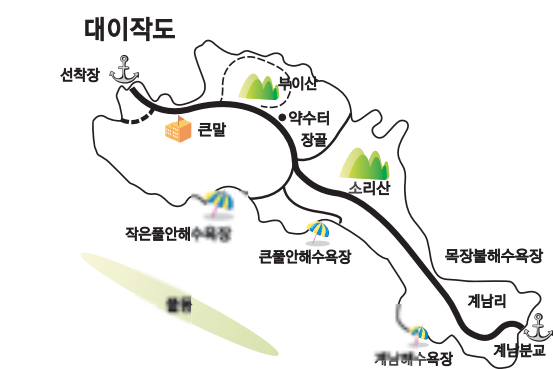 대이작도
선착장
부아산
약수터
큰말
장골
소리산
작은풀안해수욕장
큰풀안해수욕장
목장불해수욕장
계남리
계남분교
계남해수욕장